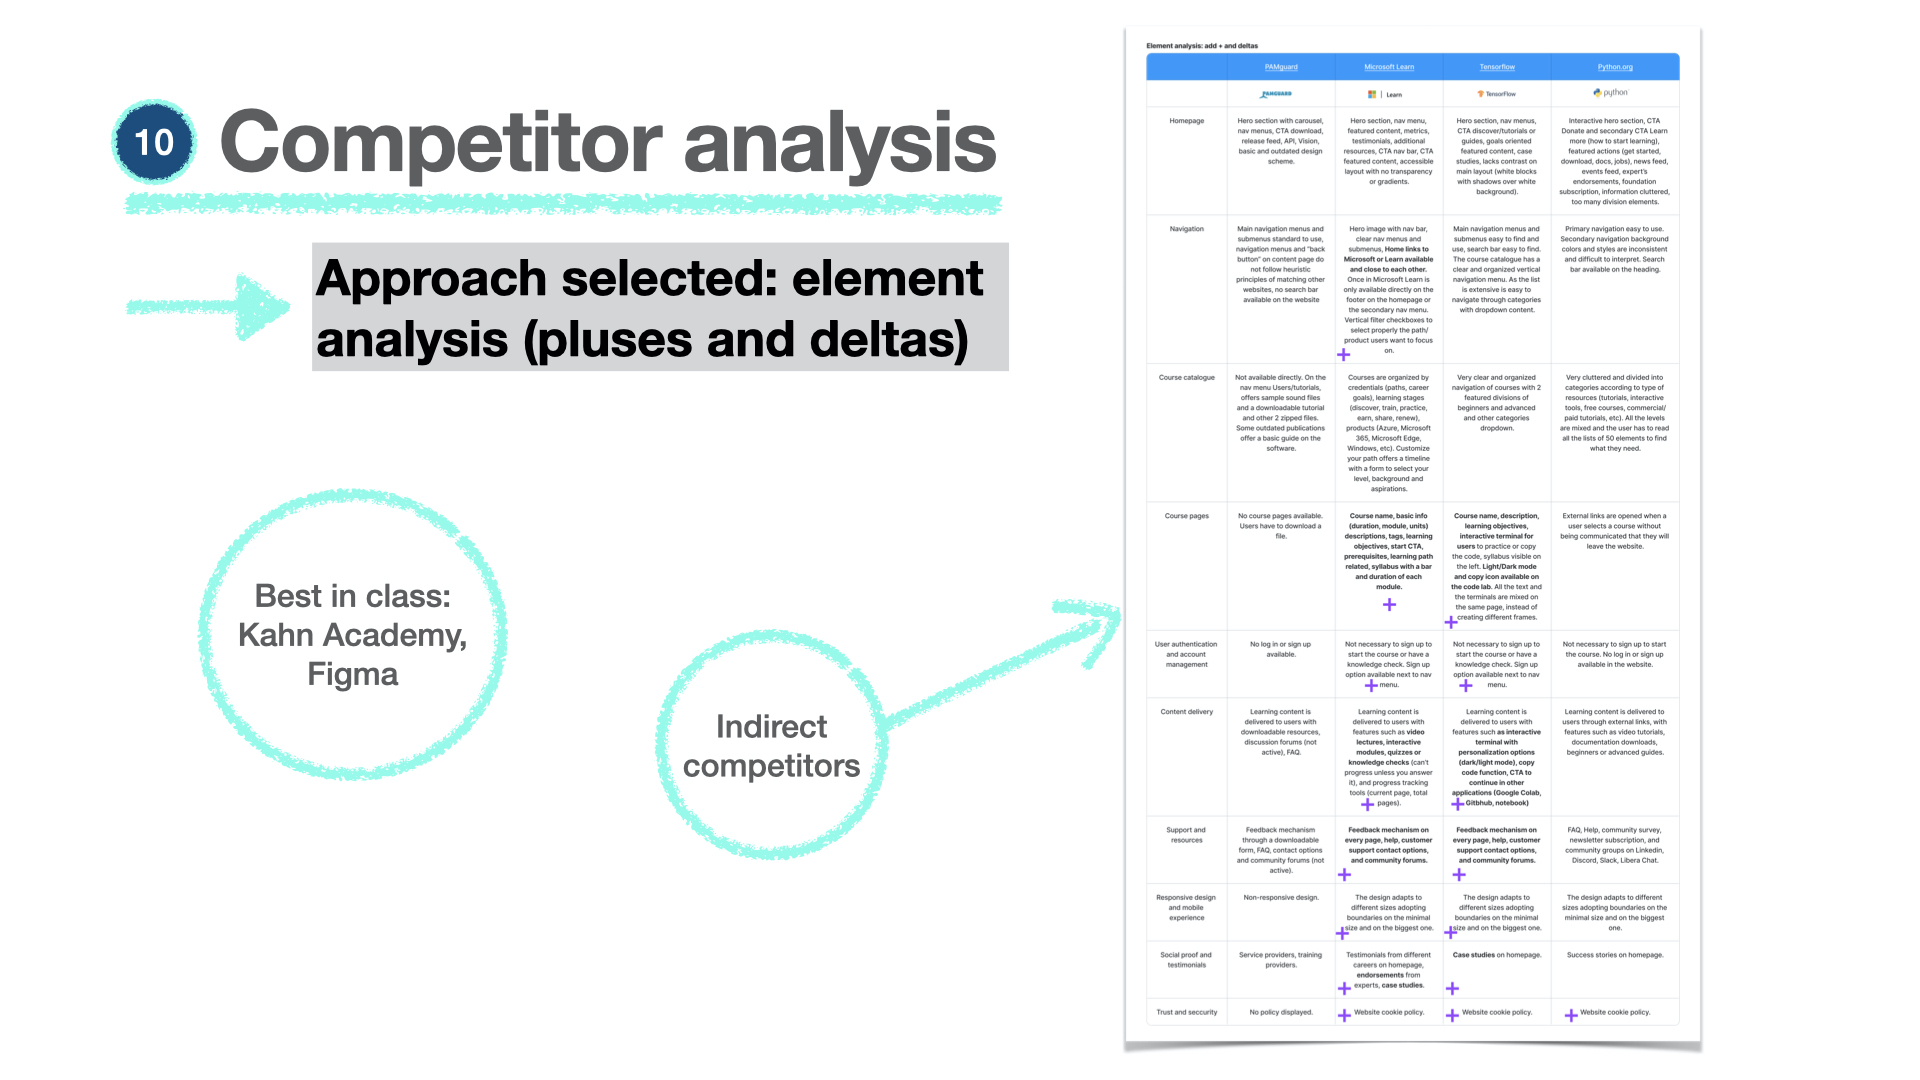 10
Competitor analysis
Approach selected: element
analysis (pluses and deltas)
Best in class:
Kahn Academy,
Figma
Indirect
competitors
Element analysis: add + and deltas
PAMguard
Microsoft Learn
Tensorflow
Python.org
PAMGUARD
Learn
TensorFlow
python
Homepage
Hero section with carousel,
nav menus, CTA download,
release feed, API, Vision,
basic and outdated design
scheme.
Hero section, nav menu,
featured content, metrics,
testimonials, additional
resources, CTA nav bar, CTA
featured content, accessible
layout with no transparency
or gradients.
Hero section, nav menus,
CTA discover/tutorials or
guides, goals oriented
featured content, case
studies, lacks contrast on
main layout (white blocks
with shadows over white
background).
Interactive hero section, CTA
Donate and secondary CTA Learn
more (how to start learning),
featured actions (get started,
download, docs, jobs), news feed,
events feed, expert's
endorsements, foundation
subscription, information cluttered,
too many division elements.
Navigation
Main navigation menus and
submenus standard to use,
navigation menus and "back
button" on content page do
not follow heuristic
principles of matching other
websites, no search bar
available on the website
Hero image with nav bar,
clear nav menus and
submenus, Home links to
Microsoft or Learn available
and close to each other.
Once in Microsoft Learn is
only available directly on the
footer on the homepage or
the secondary nav menu.
Vertical filter checkboxes to
select properly the path/
product users want to focus
on.
Main navigation menus and
submenus easy to find and
use, search bar easy to find.
The course catalogue has a
clear and organized vertical
navigation menu. As the list
is extensive is easy to
navigate through categories
with dropdown content.
Primary navigation easy to use.
Secondary navigation background
colors and styles are inconsistent
and difficult to interpret. Search
bar available on the heading.
Course catalogue
Not available directly. On the
nav menu Users/tutorials,
offers sample sound files
and a downloadable tutorial
and other 2 zipped files.
Some outdated publications
offer a basic guide on the
software.
Courses are organized by
credentials (paths, career
goals), learning stages
(discover, train, practice,
earn, share, renew),
products (Azure, Microsoft
365, Microsoft Edge,
Windows, etc). Customize
your path offers a timeline
with a form to select your
level, background and
aspirations.
Very clear and organized
navigation of courses with 2
featured divisions of
beginners and advanced
and other categories
dropdown.
Very cluttered and divided into
categories according to type of
resources (tutorials, interactive
tools, free courses, commercial/
paid tutorials, etc). All the levels
are mixed and the user has to read
all the lists of 50 elements to find
what they need.
Course pages
No course pages available.
Users have to download a
file.
Course name, basic info
(duration, module, units)
descriptions, tags, learning
objectives, start CTA,
prerequisites, learning path
related, syllabus with a bar
and duration of each
module.
Course name, description,
learning objectives,
interactive terminal for
users to practice or copy
the code, syllabus visible on
the left. Light/Dark mode
and copy icon available on
the code lab. All the text and
the terminals are mixed on
the same page, instead of
creating different frames.
External links are opened when a
user selects a course without
being communicated that they will
leave the website.
User authentication
and account
management
No log in or sign up
available.
Not necessary to sign up to
start the course or have a
knowledge check. Sign up
option available next to nav
menu.
Not necessary to sign up to
start the course or have a
knowledge check. Sign up
option available next to nav
menu.
Not necessary to sign up to start
the course. No log in or sign up
available in the website.
Content delivery
Learning content is
delivered to users with
downloadable resources,
discussion forums (not
active), FAQ.
Learning content is
delivered to users with
features such as video
lectures, interactive
modules, quizzes or
knowledge checks (can't
progress unless you answer
it), and progress tracking
tools (current page, total
pages).
Learning content is
delivered to users with
features such as interactive
terminal with
personalization options
(dark/light mode), copy
code function, CTA to
continue in other
applications (Google Colab,
Gitbhub, notebook)
Learning content is delivered to
users through external links, with
features such as video tutorials,
documentation downloads,
beginners or advanced guides.
Support and
resources
Feedback mechanism
through a downloadable
form, FAQ, contact options
and community forums (not
active).
Feedback mechanism on
every page, help, customer
support contact options,
and community forums.
Feedback mechanism on
every page, help, customer
support contact options,
and community forums.
FAQ, Help, community survey,
newsletter subscription, and
community groups on Linkedin,
Discord, Slack, Libera Chat.
Responsive design
and mobile
experience
Non-responsive design.
The design adapts to
different sizes adopting
boundaries on the minimal
size and on the biggest one.
The design adapts to
different sizes adopting
boundaries on the minimal
size and on the biggest one.
The design adapts to different
sizes adopting boundaries on the
minimal size and on the biggest
one.
Social proof and
testimonials
Service providers, training
providers.
Testimonials from different
careers on homepage,
endorsements from
experts, case studies.
Case studies on homepage.
Success stories on homepage.
Trust and seccurity
No policy displayed.
Website cookie policy.
Website cookie policy.
Website cookie policy.